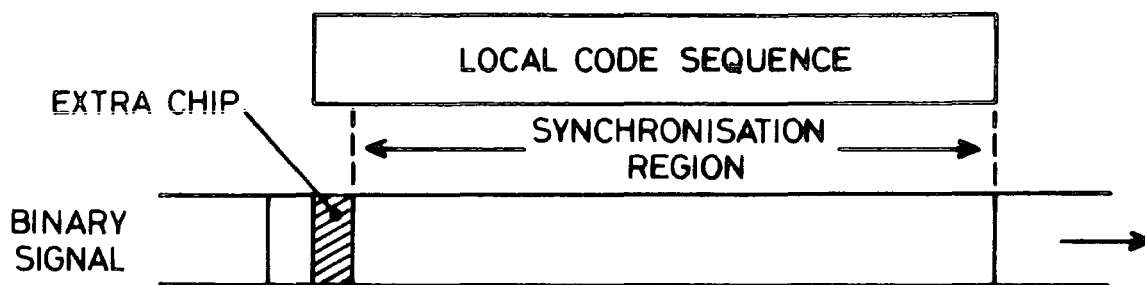 LOCAL CODE SEQUENCE
EXTRA CHIP
SYNCHRONISATION
REGION
BINARY
SIGNAL